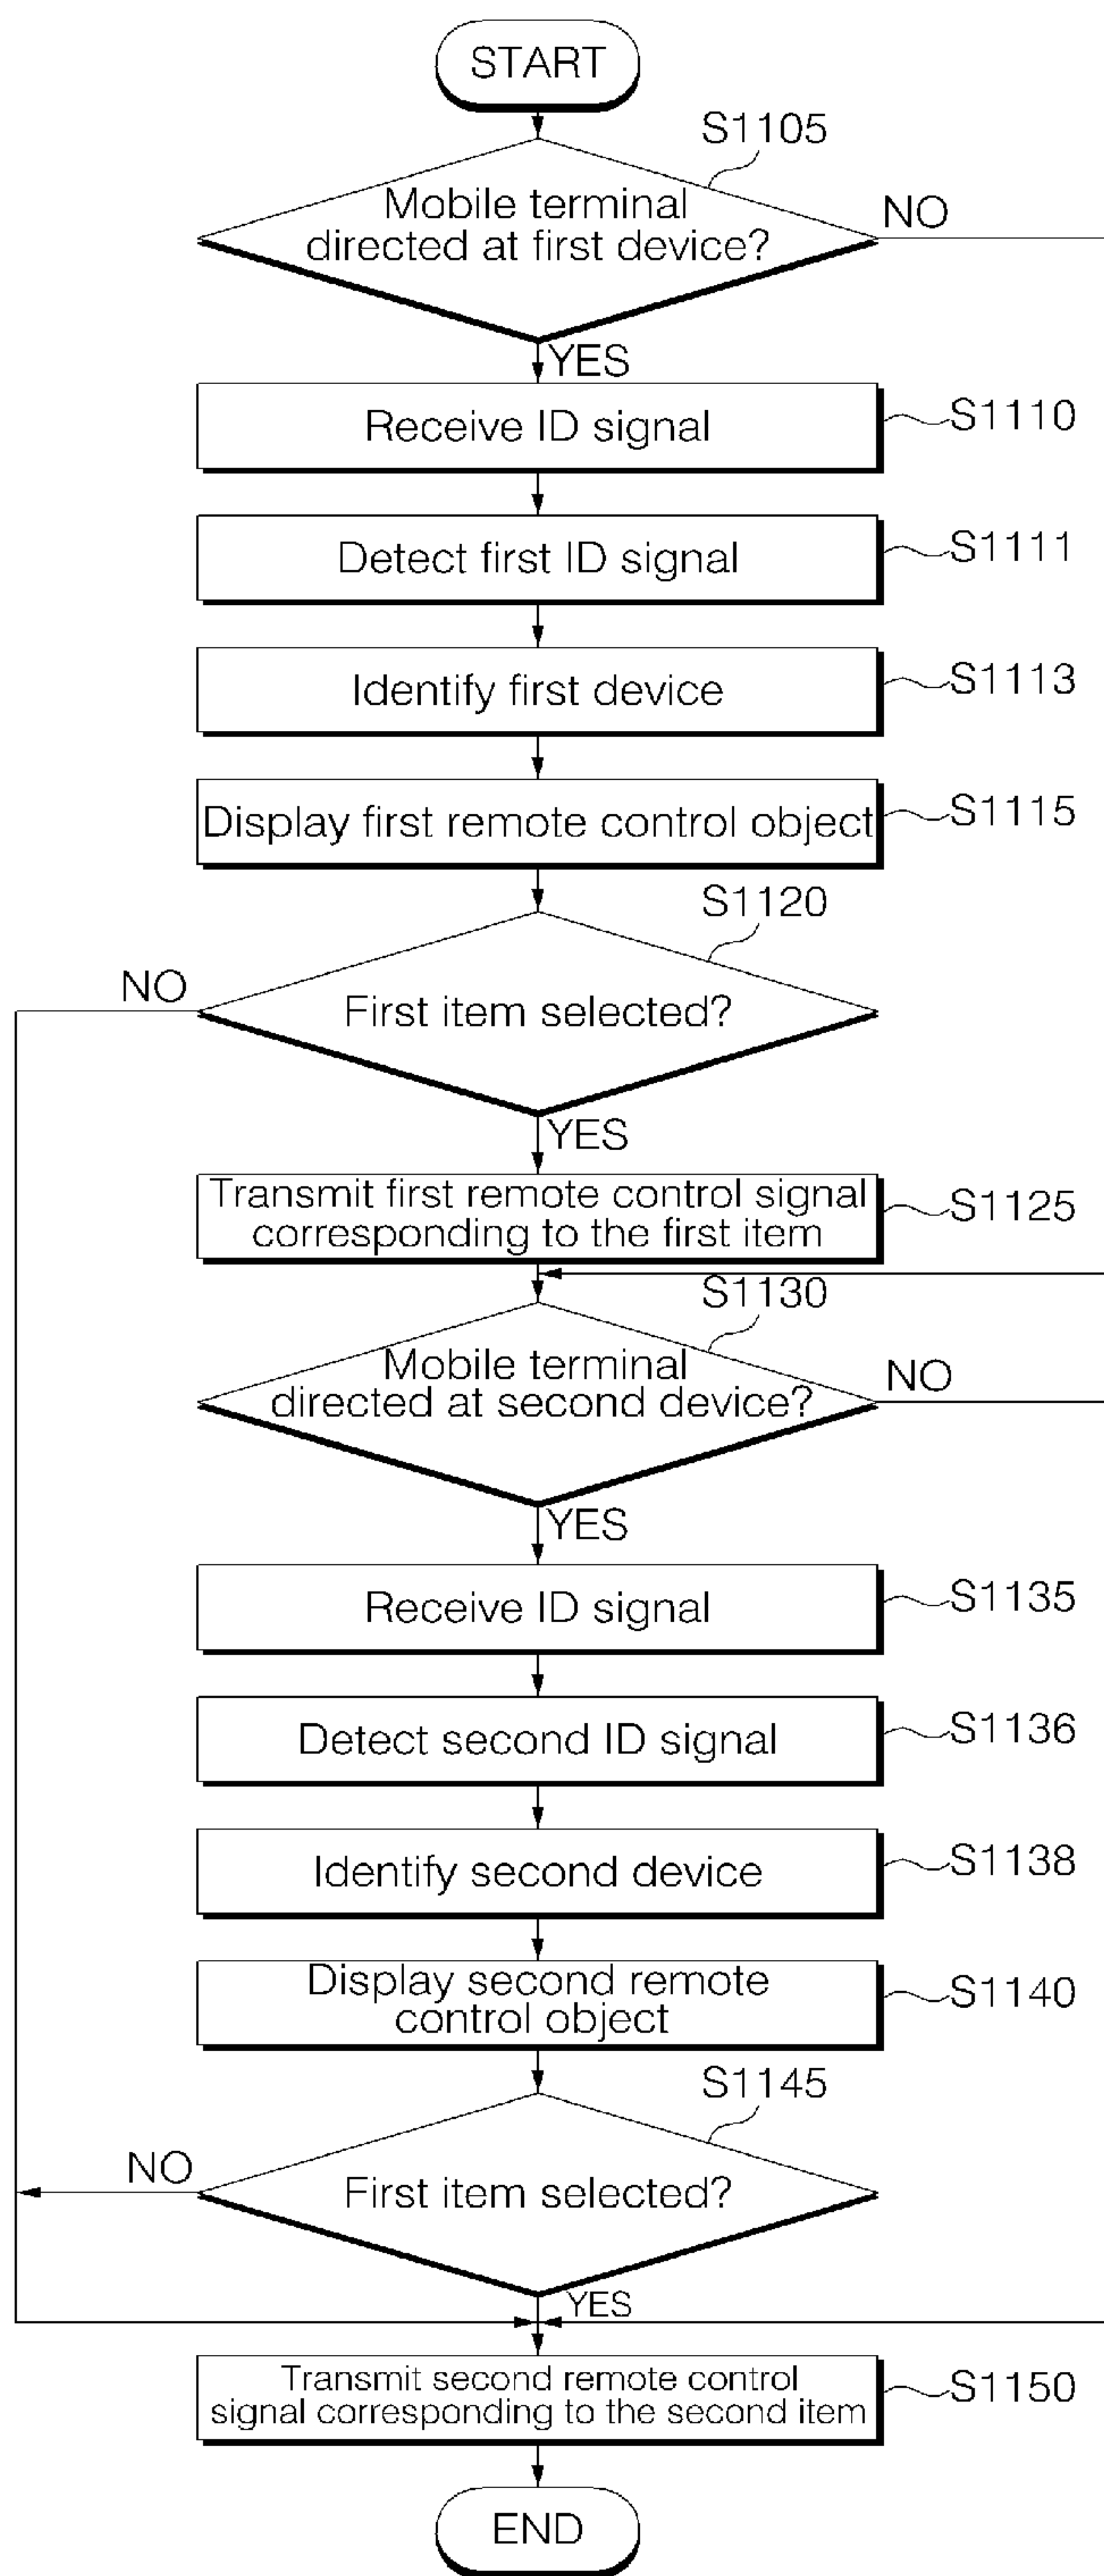 START
S1105
Mobile terminal
directed at first device?
NO
YES
Receive ID signal
S1110
Detect first ID signal
S1111
Identify first device
S1113
Display first remote control object
S1115
S1120
NO
First item selected?
YES
Transmit first remote control signal
corresponding to the first item
S1125
S1130
Mobile terminal
directed at second device?
NO
YES
Receive ID signal
S1135
Detect second ID signal
S1136
Identify second device
S1138
Display second remote
control object
S1140
S1145
NO
First item selected?
YES
Transmit second remote control
signal corresponding to the second item
S1150
END